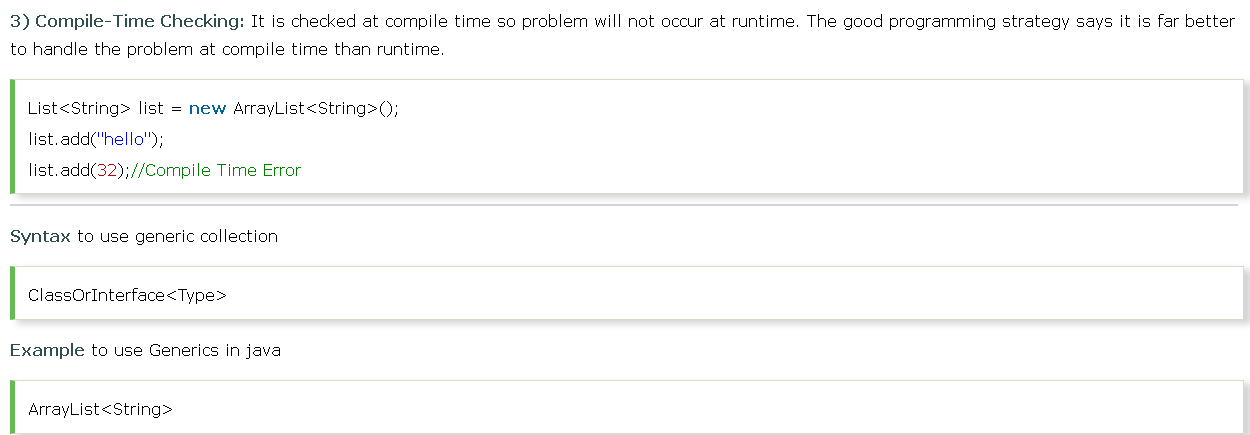 3) Compile-Time Checking: It is checked at compile time so problem will not occur at runtime. The good programming strategy says it is far better
to handle the problem at compile time than runtime.
List<String> list = new ArrayList<String>();
list.add("hello");
list.add(32);//Compile Time Error
Syntax to use generic collection
ClassOrInterface<Type>
Example to use Generics in java
ArrayList<String>